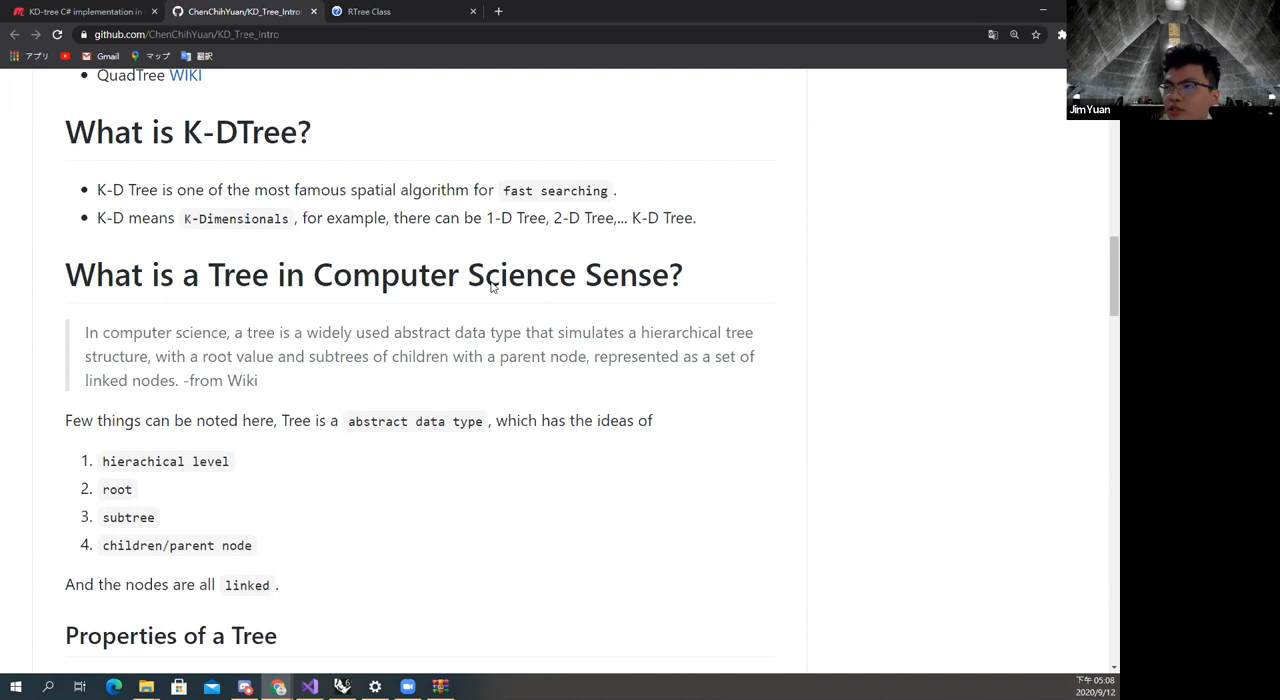 KD-tree C# implementation in
ChenChihYuan/KD_Tree_Intro:
RTree Class
github.com/ChenChihYuan/KD_Tree_Intro
アプリ
Gmail
マップ
翻訳
JimYuan
QuadTree WIKI
What is K-DTree?
K-D Tree is one of the most famous spatial algorithm for fast searching.
K-D means K-Dimensionals, for example, there can be 1-D Tree, 2-D Tree,... K-D Tree.
What is a Tree in Computer Science Sense?
In computer science, a tree is a widely used abstract data type that simulates a hierarchical tree
structure, with a root value and subtrees of children with a parent node, represented as a set of
linked nodes. -from Wiki
Few things can be noted here, Tree is a abstract data type, which has the ideas of
1. hierachical level
2. root
3. subtree
4. children/parent node
And the nodes are all linked.
Properties of a Tree
下午 05:08
2020/9/12